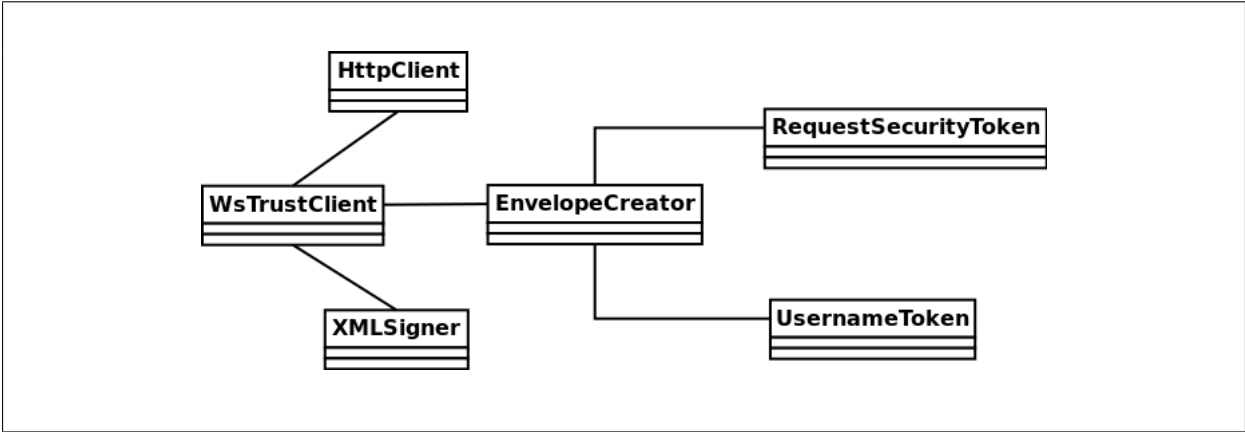 HttpClient
RequestSecurityToken
WsTrustClient
EnvelopeCreator
XMLSigner
UsernameToken